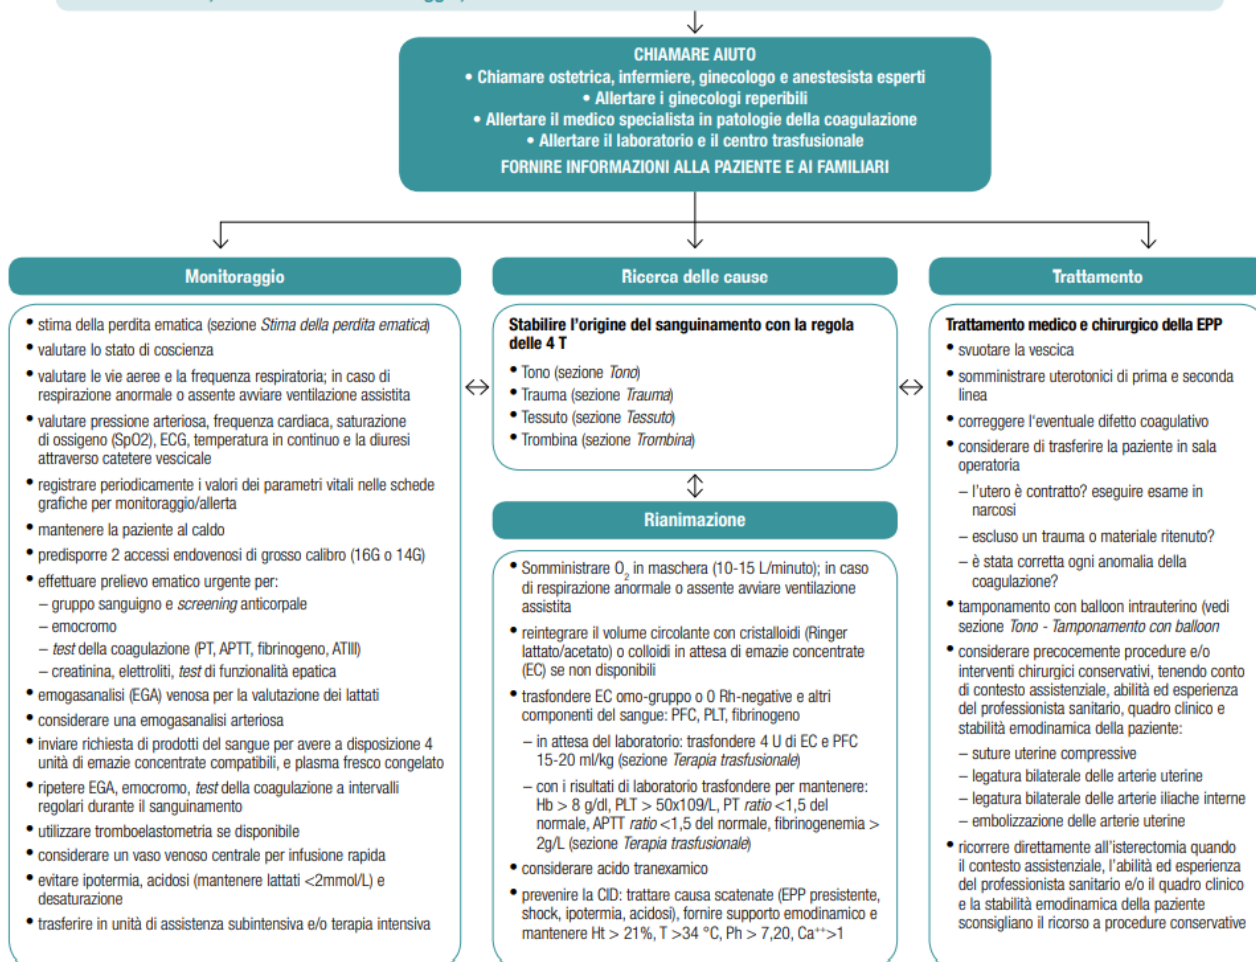 CHIAMARE AIUTO
• Chiamare ostetrica, infermiere, ginecologo e anestesista esperti
• Allertare i ginecologi reperibili
• Allertare il medico specialista in patologie della coagulazione
• Allertare il laboratorio e il centro trasfusionale
FORNIRE INFORMAZIONI ALLA PAZIENTE E AI FAMILIARI
Monitoraggio
• stima della perdita ematica (sezione Stima della perdita ematica)
• valutare lo stato di coscienza
• valutare le vie aeree e la frequenza respiratoria; in caso di
respirazione anormale o assente avviare ventilazione assistita
• valutare pressione arteriosa, frequenza cardiaca, saturazione
di ossigeno (SpO2), ECG, temperatura in continuo e la diuresi
attraverso catetere vescicale
• registrare periodicamente i valori dei parametri vitali nelle schede
grafiche per monitoraggio/allerta
• mantenere la paziente al caldo
• predisporre 2 accessi endovenosi di grosso calibro (16G o 14G)
• effettuare prelievo ematico urgente per:
– gruppo sanguigno e screening anticorpale
– emocromo
– test della coagulazione (PT, APTT, fibrinogeno, ATIII)
– creatinina, elettroliti, test di funzionalità epatica
• emogasanalisi (EGA) venosa per la valutazione dei lattati
• considerare una emogasanalisi arteriosa
• inviare richiesta di prodotti del sangue per avere a disposizione 4
unità di emazie concentrate compatibili, e plasma fresco congelato
• ripetere EGA, emocromo, test della coagulazione a intervalli
regolari durante il sanguinamento
• utilizzare tromboelastometria se disponibile
• considerare un vaso venoso centrale per infusione rapida
• evitare ipotermia, acidosi (mantenere lattati <2mmol/L) e
desaturazione
• trasferire in unità di assistenza subintensiva e/o terapia intensiva
Ricerca delle cause
Stabilire l'origine del sanguinamento con la regola
delle 4 T
• Tono (sezione Tono)
• Trauma (sezione Trauma)
• Tessuto (sezione Tessuto)
• Trombina (sezione Trombina)
Rianimazione
• Somministrare O2 in maschera (10-15 L/minuto); in caso
di respirazione anormale o assente avviare ventilazione
assistita
• reintegrare il volume circolante con cristalloidi (Ringer
lattato/acetato) o colloidi in attesa di emazie concentrate
(EC) se non disponibili
• trasfondere EC omo-gruppo o 0 Rh-negative e altri
componenti del sangue: PFC, PLT, fibrinogeno
– in attesa del laboratorio: trasfondere 4 U di EC e PFC
15-20 ml/kg (sezione Terapia trasfusionale)
– con i risultati di laboratorio trasfondere per mantenere:
Hb > 8 g/dl, PLT > 50x109/L, PT ratio <1,5 del
normale, APTT ratio <1,5 del normale, fibrinogenemia >
2g/L (sezione Terapia trasfusionale)
• considerare acido tranexamico
• prevenire la CID: trattare causa scatenate (EPP presistente,
shock, ipotermia, acidosi), fornire supporto emodinamico e
mantenere Ht > 21%, T >34 °C, Ph > 7,20, Ca++>1
Trattamento
Trattamento medico e chirurgico della EPP
• svuotare la vescica
• somministrare uterotonici di prima e seconda
linea
• correggere l'eventuale difetto coagulativo
• considerare di trasferire la paziente in sala
operatoria
– l'utero è contratto? eseguire esame in
narcosi
– escluso un trauma o materiale ritenuto?
– è stata corretta ogni anomalia della
coagulazione?
• tamponamento con balloon intrauterino (vedi
sezione Tono - Tamponamento con balloon
• considerare precocemente procedure e/o
interventi chirurgici conservativi, tenendo conto
di contesto assistenziale, abilità ed esperienza
del professionista sanitario, quadro clinico e
stabilità emodinamica della paziente:
– suture uterine compressive
– legatura bilaterale delle arterie uterine
– legatura bilaterale delle arterie iliache interne
– embolizzazione delle arterie uterine
• ricorrere direttamente all'isterectomia quando
il contesto assistenziale, l'abilità ed esperienza
del professionista sanitario e/o il quadro clinico
e la stabilità emodinamica della paziente
sconsigliano il ricorso a procedure conservative